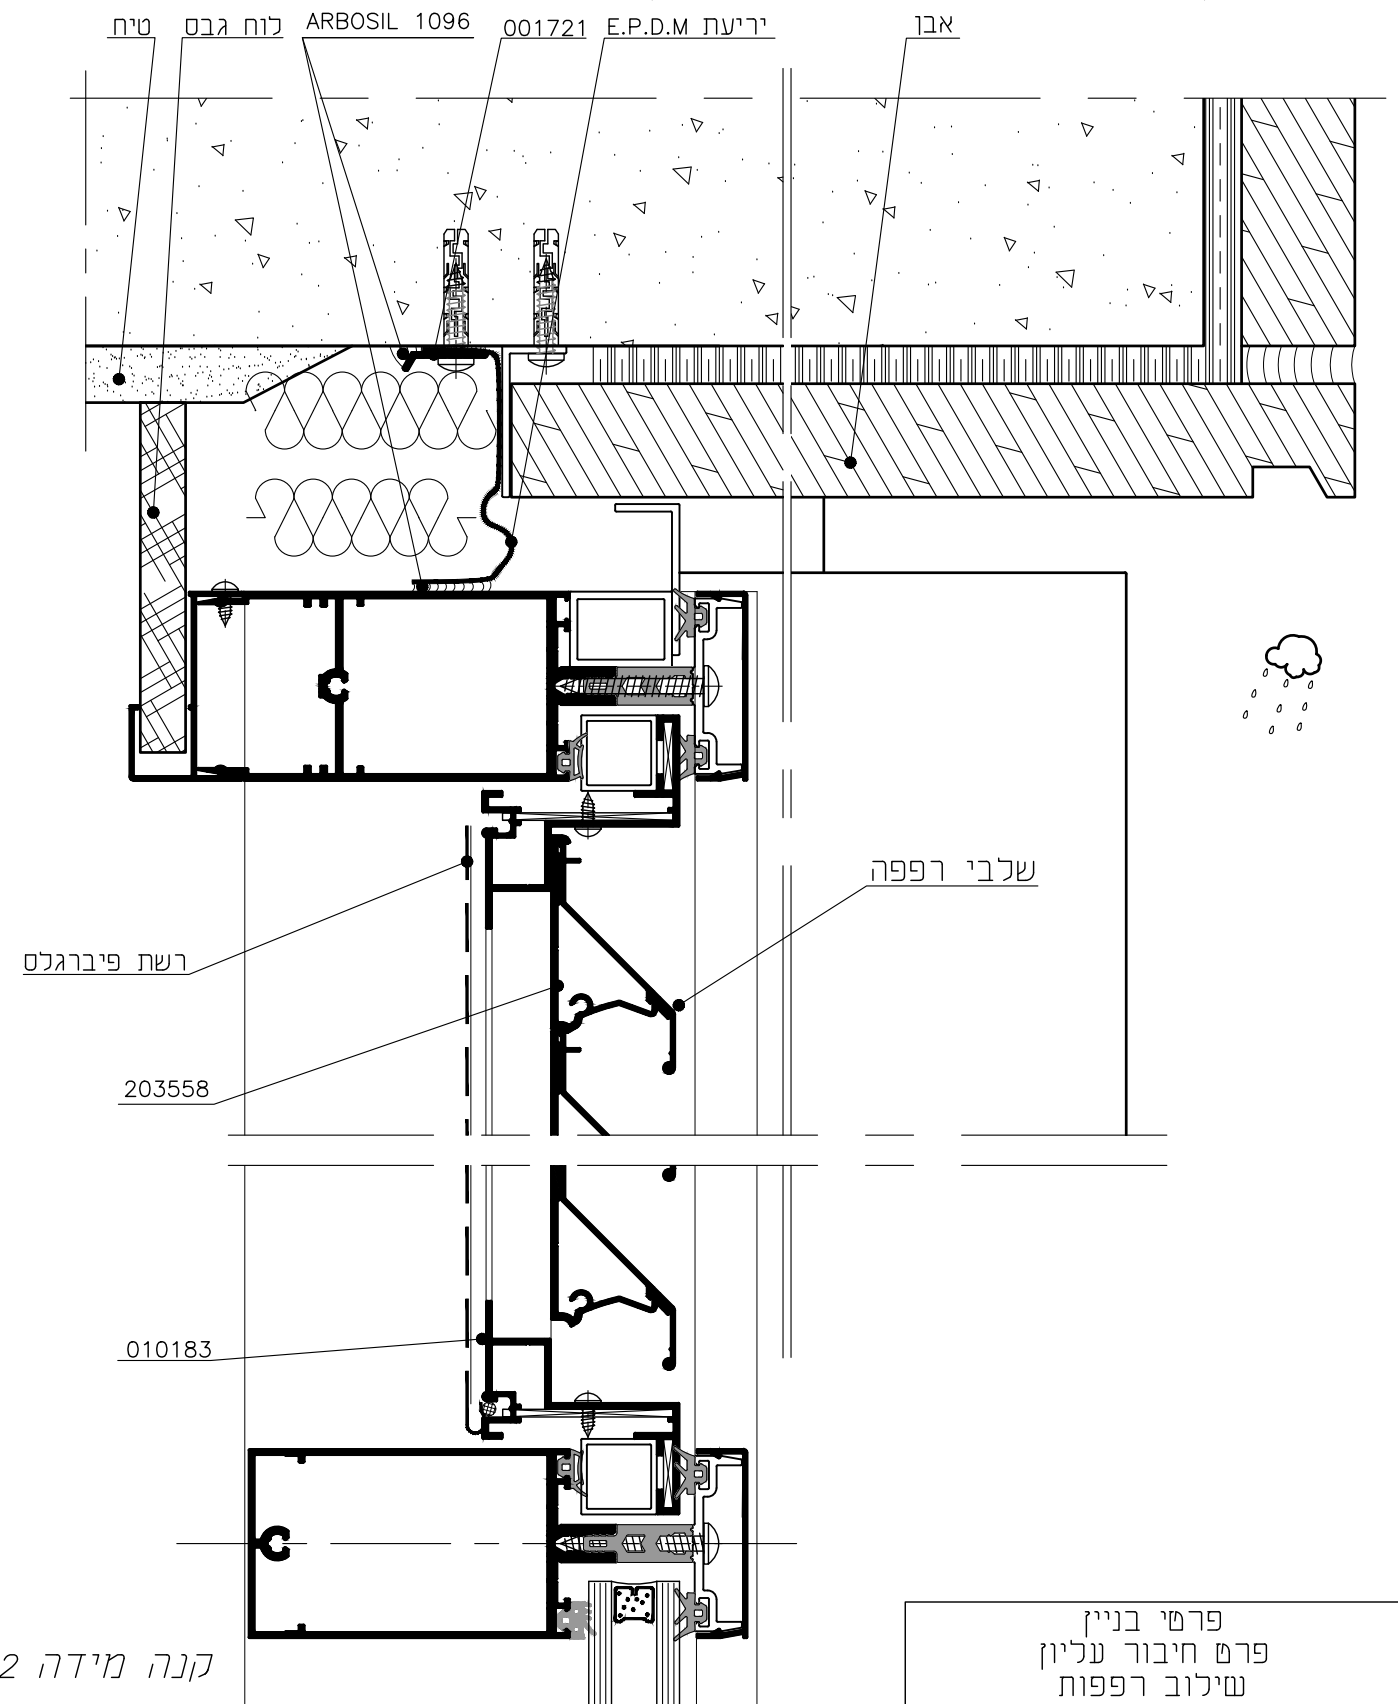 טיח
לוח גבס
ARBOSIL 1096
001721
יריעת E.P.D.M
אבן
שלבי רפפה
רשת פיברגלס
203558
010183
קנה מידה 2
פרטי בניין
פרט חיבור עליון
שילוב רפפות